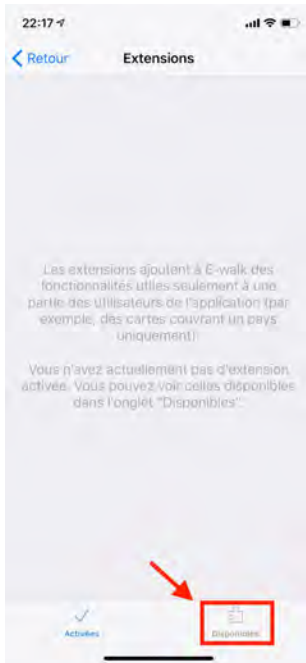 22:17
Retour
Extensions
Les extensions ajoutent à E-walk des
fonctionnalités utiles seulement à une
partie des utilisateurs de l'application (par
exemple, des cartes couvrant un pays
uniquement).
Vous n'avez actuellement pas d'extension
activée. Vous pouvez voir celles disponibles
dans l'onglet "Disponibles".
Activées
Disponibles